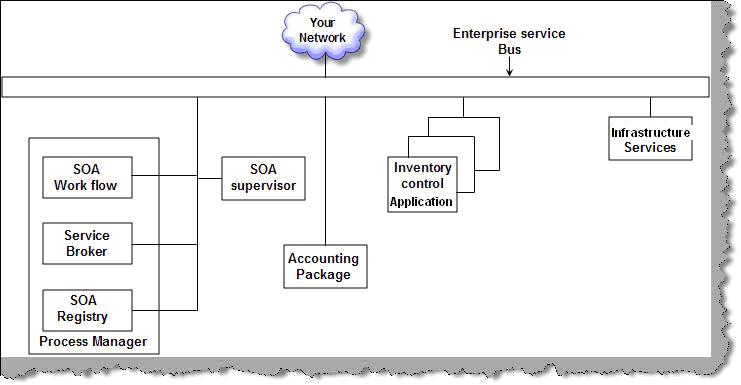 Your
Network
Enterprise service
Bus
SOA
Work flow
SOA
supervisor
Inventory
control
Application
Infrastructure
Services
Service
Broker
Accounting
Package
SOA
Registry
Process Manager